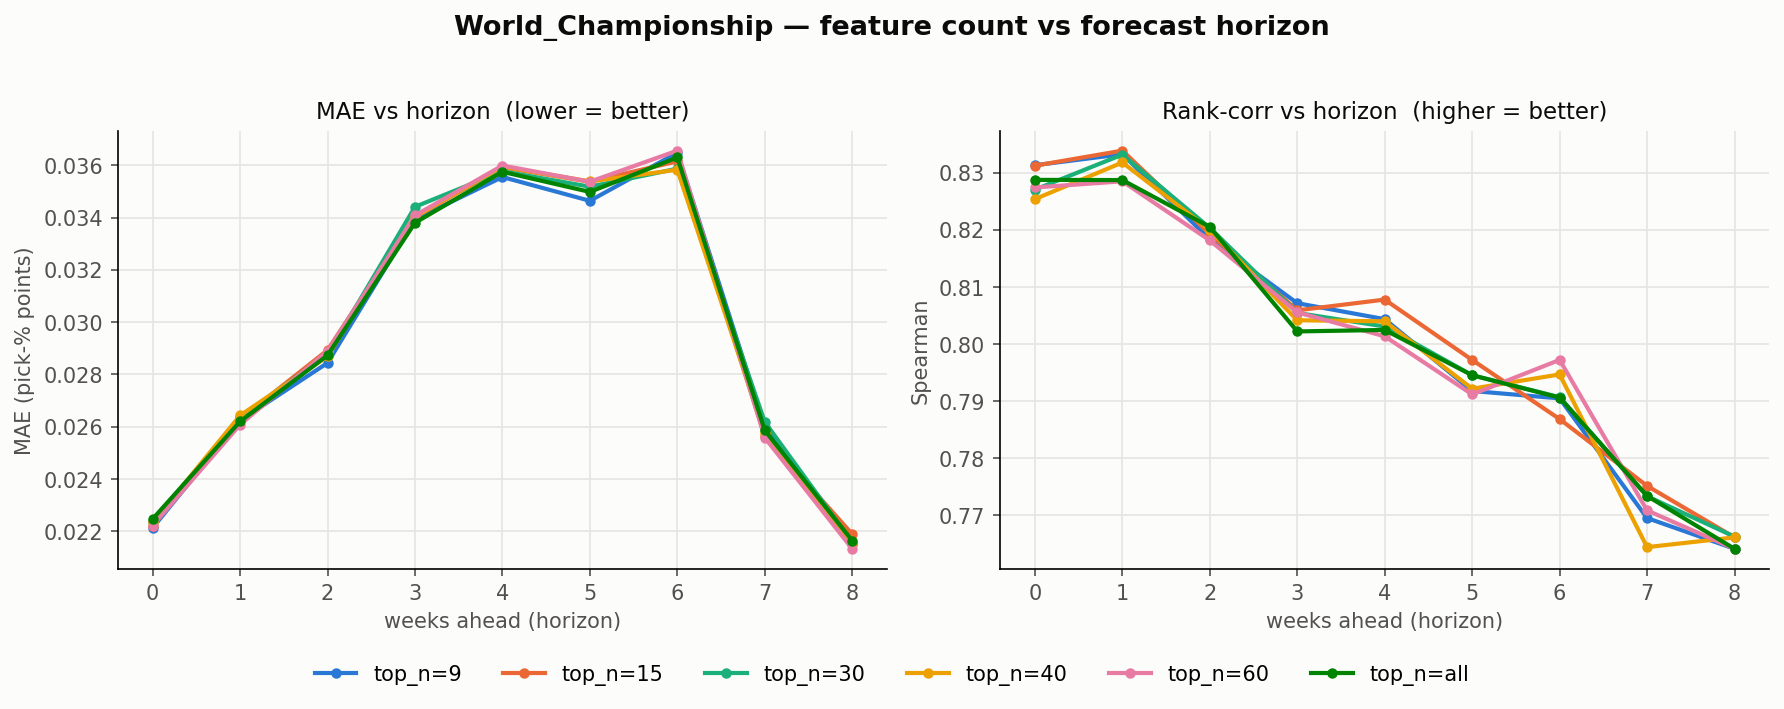 World_Championship — feature count vs forecast horizon
MAE vs horizon  (lower = better)
MAE (pick-% points)
0.036
0.034
0.032
0.030
0.028
0.026
0.024
0.022
0 1 2 3 4 5 6 7 8
weeks ahead (horizon)
Rank-corr vs horizon  (higher = better)
Spearman
0.83
0.82
0.81
0.80
0.79
0.78
0.77
0 1 2 3 4 5 6 7 8
weeks ahead (horizon)
top_n=9 top_n=15 top_n=30 top_n=40 top_n=60 top_n=all